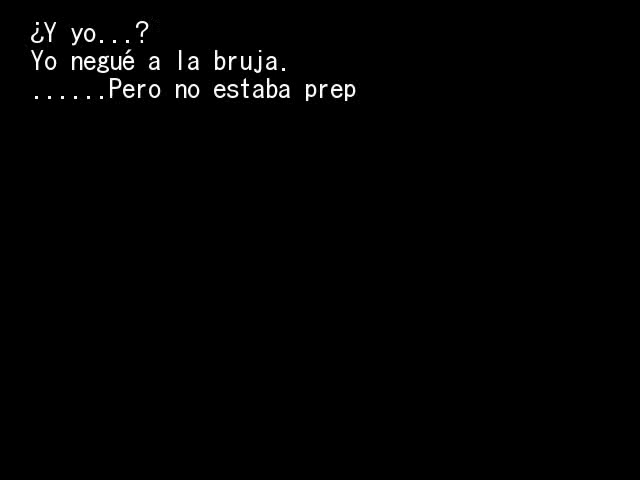 ¿Y yo...?
Yo negué a la bruja.
......Pero no estaba prep